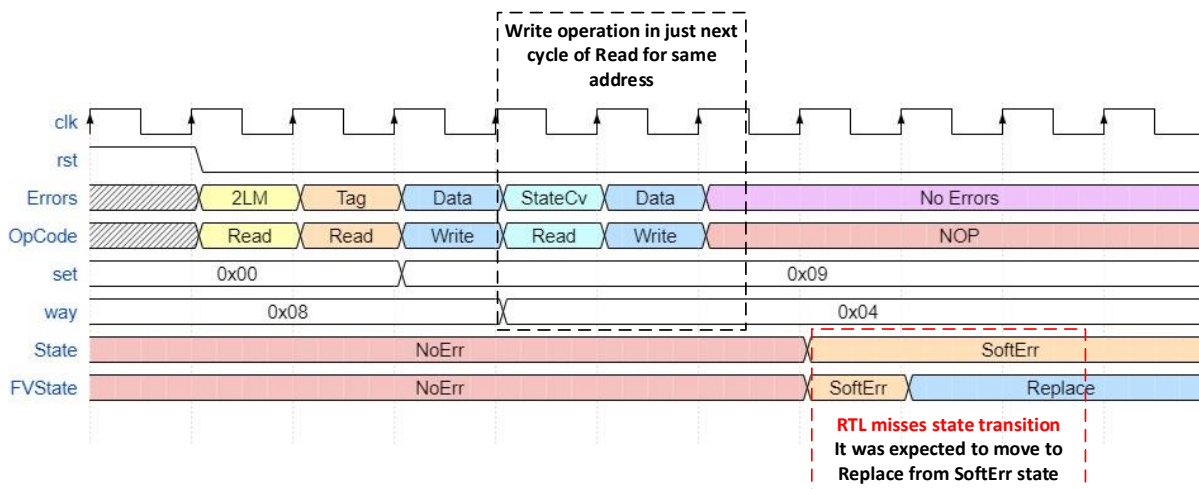 Write operation in just next
cycle of Read for same
address
clk
rst
Errors 2LM Tag Data StateCv Data No Errors
OpCode Read Read Write Read Write NOP
set 0x00 0x09
way 0x08 0x04
State NoErr SoftErr
FVState NoErr SoftErr Replace
RTL misses state transition
It was expected to move to
Replace from SoftErr state